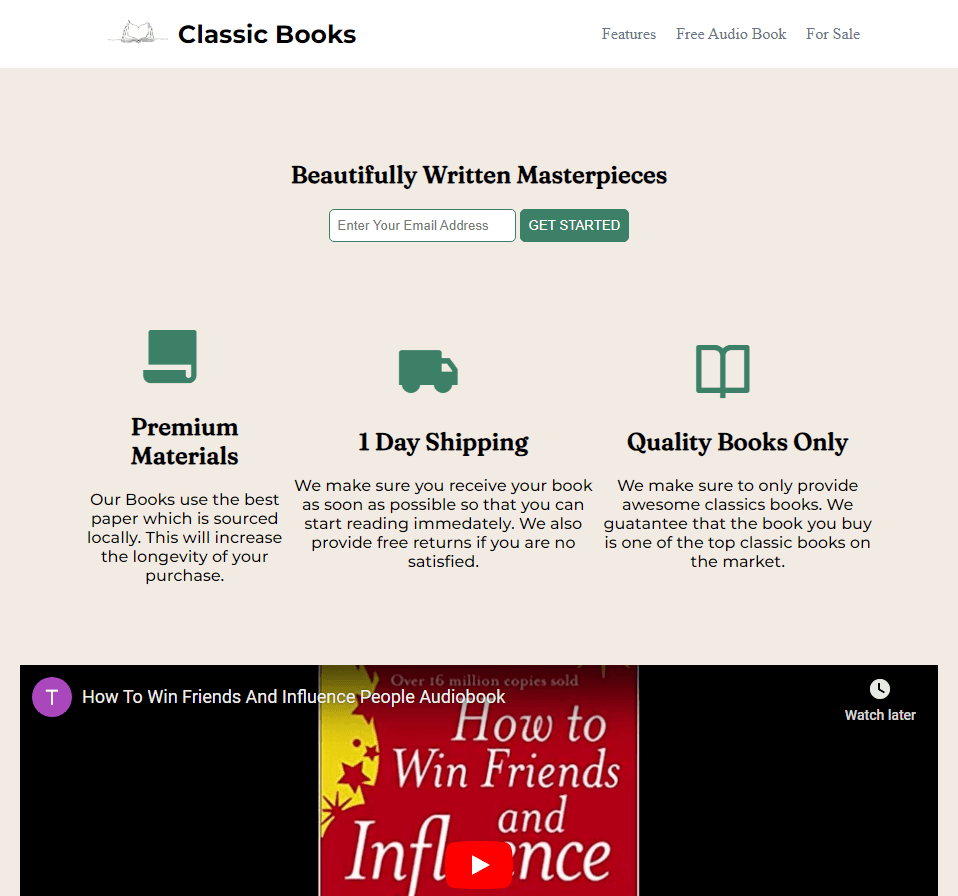 Classic Books
Features Free Audio Book For Sale
Beautifully Written Masterpieces
Enter Your Email Address GET STARTED
Premium
Materials
Our Books use the best
paper which is sourced
locally. This will increase
the longevity of your
purchase.
1 Day Shipping
We make sure you receive your book
as soon as possible so that you can
start reading immedately. We also
provide free returns if you are no
satisfied.
Quality Books Only
We make sure to only provide
awesome classics books. We
guatantee that the book you buy
is one of the top classic books on
the market.
T How To Win Friends And Influence People Audiobook
Watch later
Over 16 million copies sold
How to
Win Friends
and
Influence